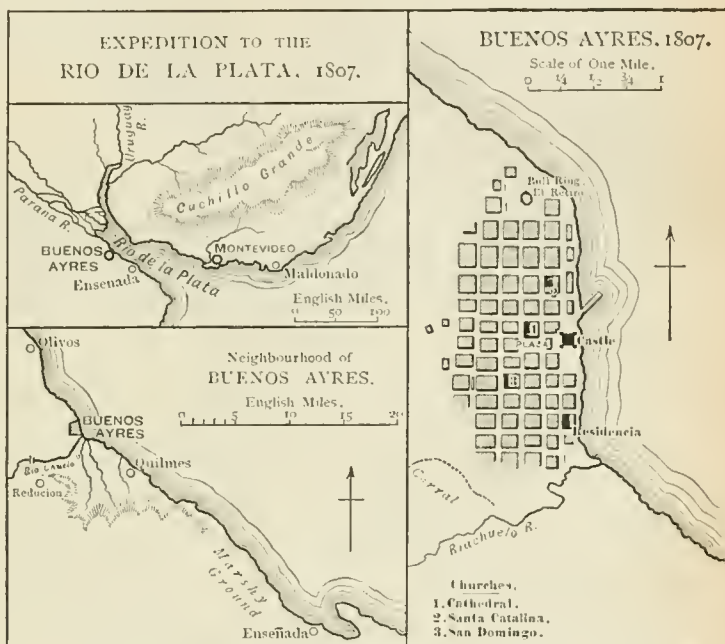 EXPEDITION TO THE
RIO DE LA PLATA. 1807.
Uruguay
R.
Cuchillo Grande
Parana R.
BUENOS
AYRES
Rio de la Plata
MONTEVIDEO
Ensenada
Maldonado
English Miles.
0 50 100
Olivos
Neighbourhood of
BUENOS AYRES.
English Miles.
0 5 10 15 20
BUENOS
AYRES
Quilmes
Reducion
Marshy
Ground
Enseñada
BUENOS AYRES. 1807.
Scale of One Mile.
0 ¼ ½ ¾ 1
Bull Ring
El Retiro
2
1
PLAZA
Castle
3
Residencia
Corral
Riachuelo R.
Churches.
1. Cathedral.
2. Santa Catalina.
3. San Domingo.